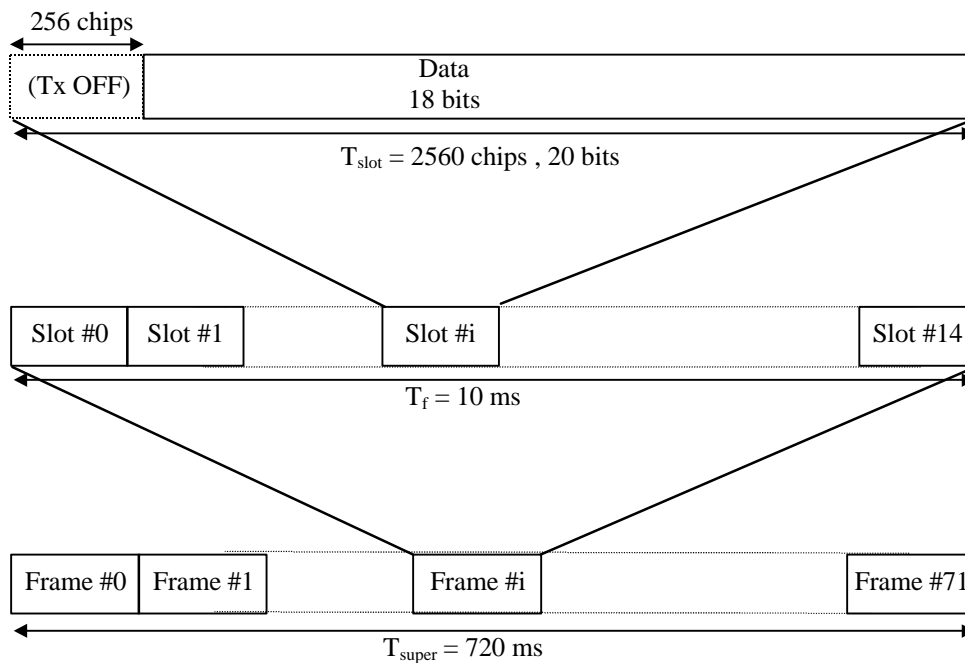 256 chips
(Tx OFF)
Data
18 bits
T_slot = 2560 chips , 20 bits
Slot #0
Slot #1
Slot #i
Slot #14
T_f = 10 ms
Frame #0
Frame #1
Frame #i
Frame #71
T_super = 720 ms